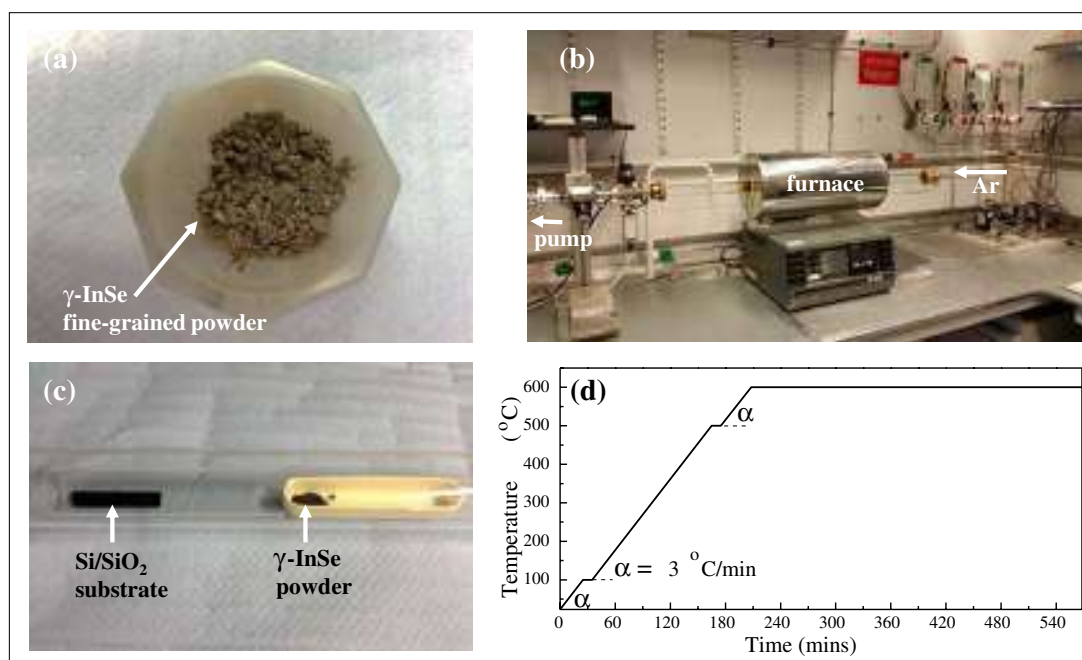 (a)
γ-InSe
fine-grained powder
(b)
furnace
Ar
pump
(c)
Si/SiO₂
substrate
γ-InSe
powder
(d)
Temperature (°C)
600
500
400
300
200
100
α
α = 3 °C/min
α
0 60 120 180 240 300 360 420 480 540
Time (mins)